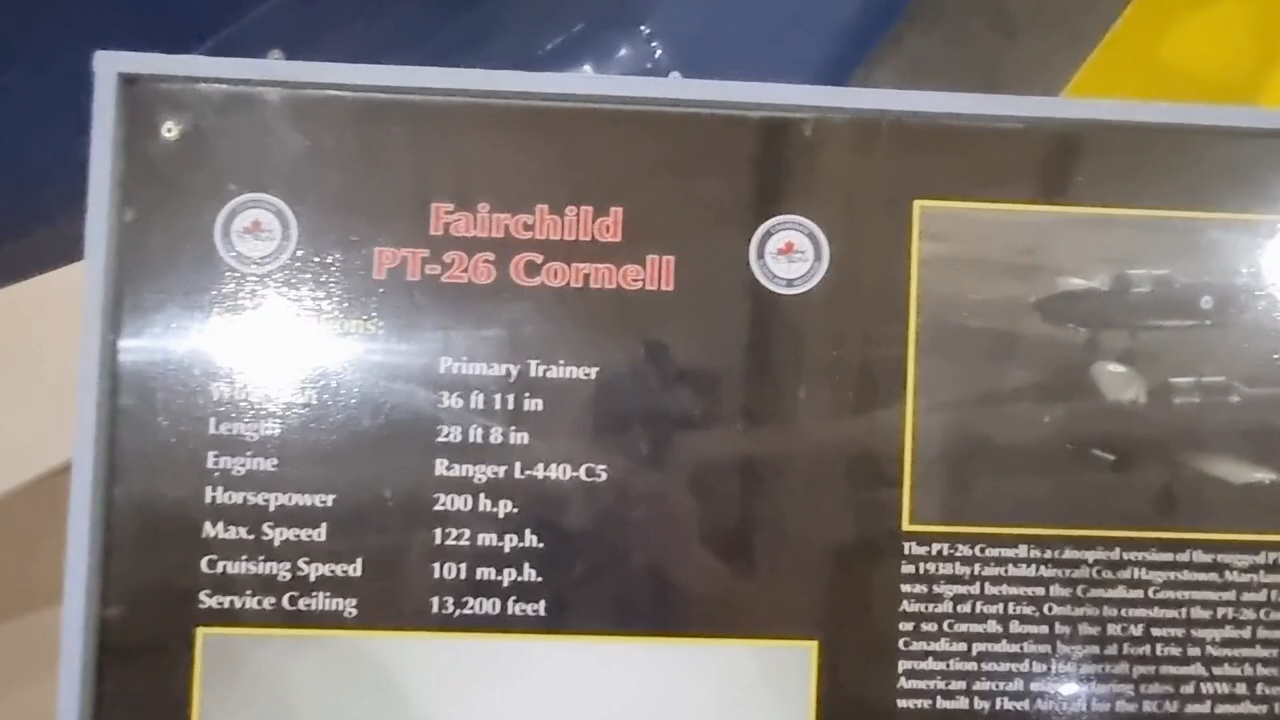 Fairchild
PT-26 Cornell
Primary Trainer
36 ft 11 in
Length 28 ft 8 in
Engine Ranger L-440-C5
Horsepower 200 h.p.
Max. Speed 122 m.p.h.
Cruising Speed 101 m.p.h.
Service Ceiling 13,200 feet
The PT-26 Cornell is a canopied version of the rugged
in 1938 by Fairchild Aircraft Co. of Hagerstown,
was signed between the Canadian Government and
Aircraft of Fort Erie, Ontario to construct the PT-26
or so Cornells flown by the RCAF were supplied
Canadian production began at Fort Erie in November
production soared to 160 aircraft per month, which
American aircraft rates of WW-II.
were built by Fleet Aircraft for the RCAF and another